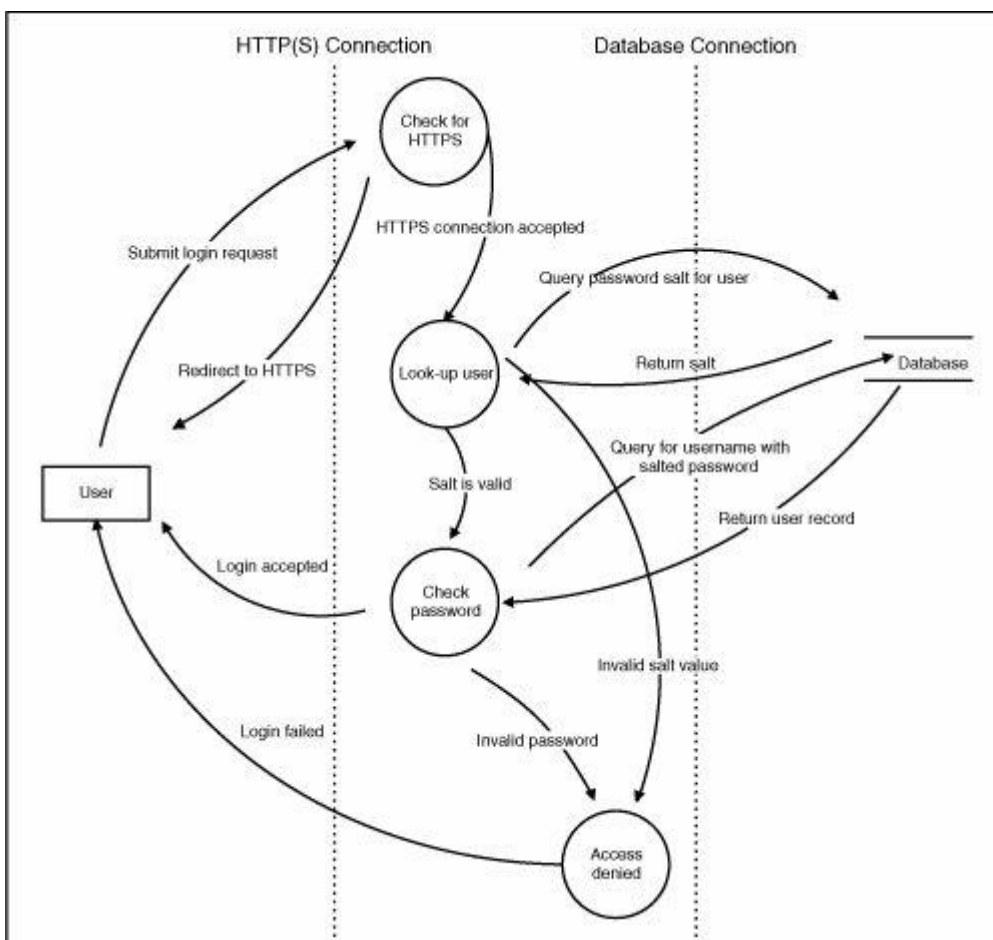 HTTP(S) Connection
Database Connection
Check for
HTTPS
HTTPS connection accepted
Submit login request
Query password salt for user
Redirect to HTTPS
Look-up user
Return salt
Database
Query for username with
salted password
User
Salt is valid
Return user record
Login accepted
Check
password
Invalid salt value
Login failed
Invalid password
Access
denied